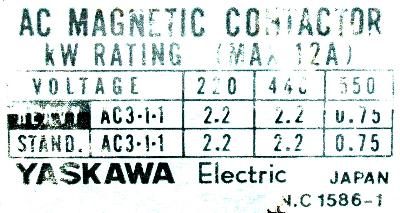 AC MAGNETIC CONTACTOR
KW RATING (MAX 12A)
VOLTAGE 220 440 550
AC3-1-1 2.2 2.2 0.75
STAND. AC3-1-1 2.2 2.2 0.75
YASKAWA Electric JAPAN
N.C 1586-1